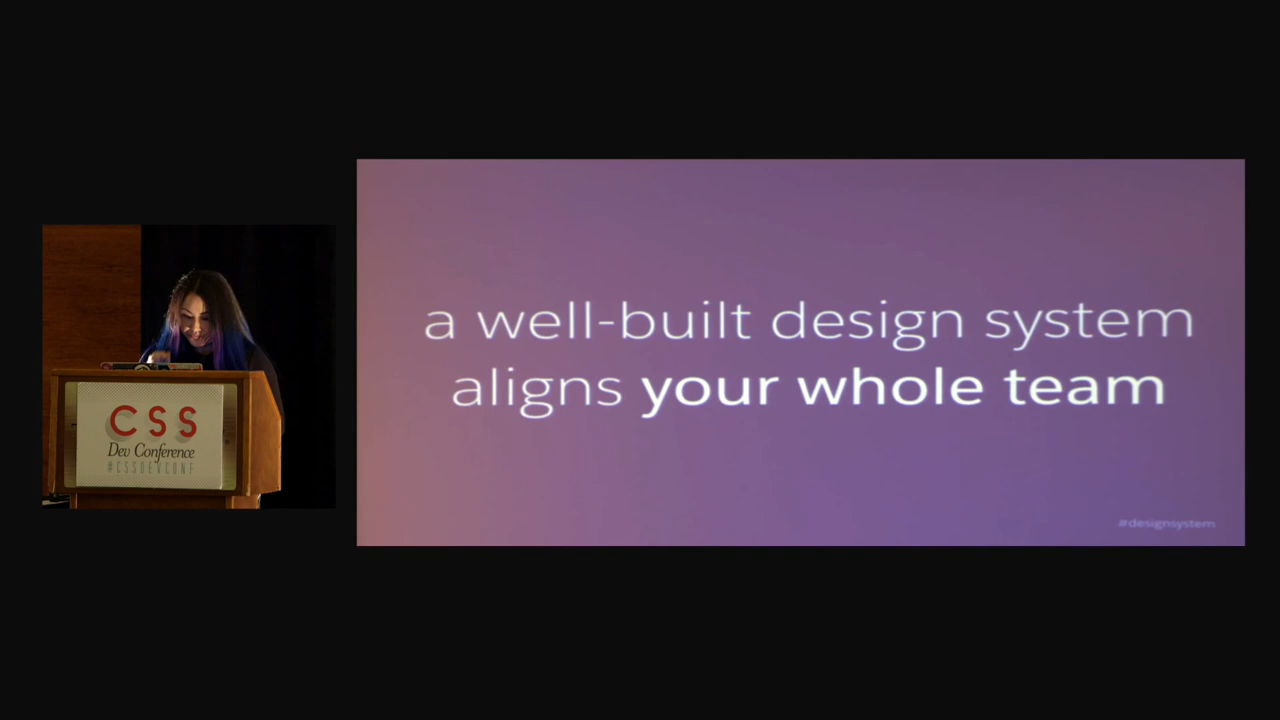 CSS
Dev Conference
#CSSDEVCONF
a well-built design system
aligns your whole team
#designsystem